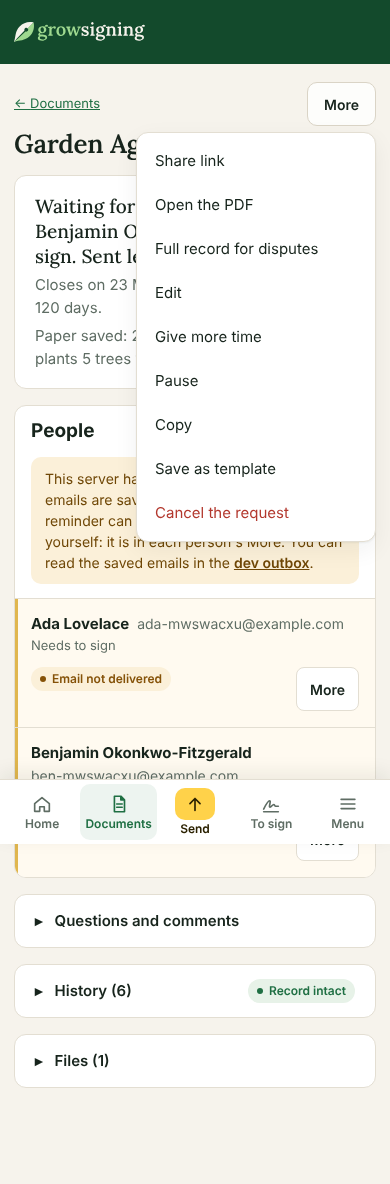 growsigning
← Documents
More
Garden Ag
Share link
Open the PDF
Full record for disputes
Edit
Give more time
Pause
Copy
Save as template
Cancel the request
Waiting for
Benjamin O
sign. Sent
Closes on 23
120 days.
Paper saved:
plants 5 trees
People
This server ha
emails are sav
reminder can
yourself: it is in each person's More. You can
read the saved emails in the dev outbox.
Ada Lovelace ada-mwswacxu@example.com
Needs to sign
Email not delivered
More
Benjamin Okonkwo-Fitzgerald
ben-mwswacxu@example.com
Home
Documents
Send
To sign
Menu
More
Questions and comments
History (6)
Record intact
Files (1)